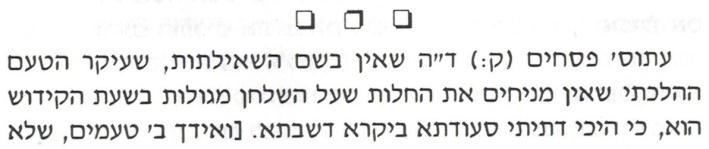 עתוס׳ פסחים (ק:) ד״ה שאין בשם השאילתות, שעיקר הטעם
ההלכתי שאין מניחים את החלות שעל השלחן מגולות בשעת הקידוש
הוא, כי היכי דתיתי סעודתא ביקרא דשבתא. [ואידך ב׳ טעמים, שלא